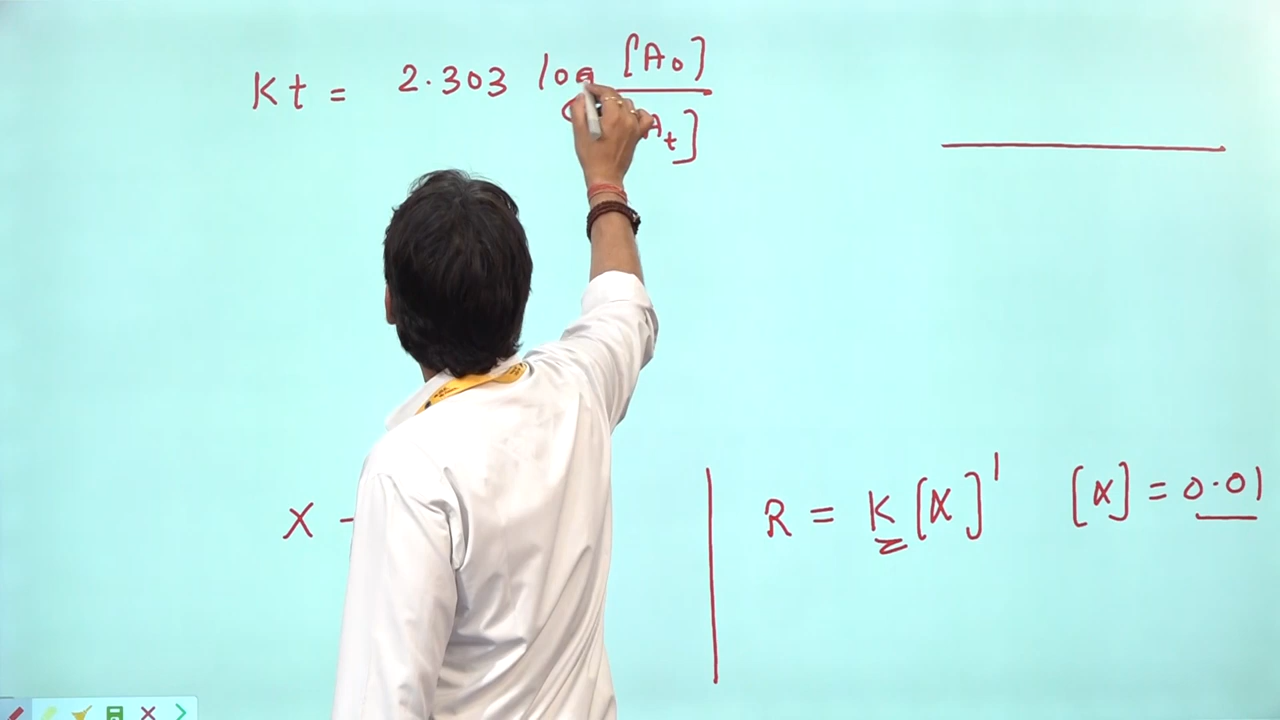 Kt = 2.303 log [A₀]
[Aₜ]
X -
R = K[X]¹ [X] = 0.01